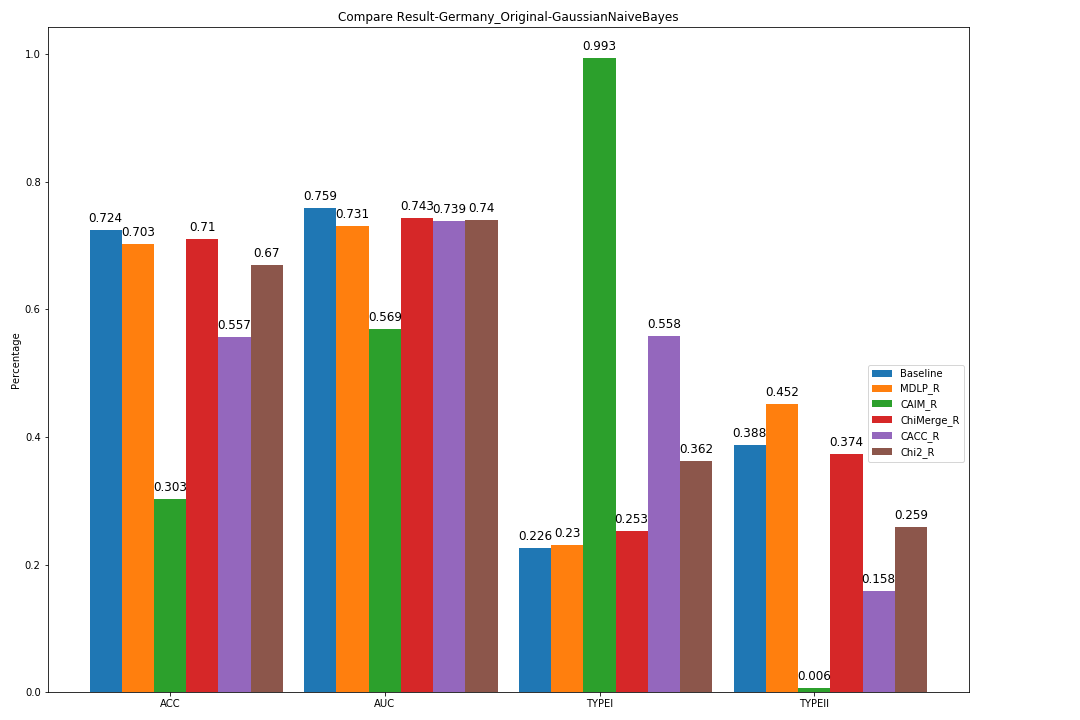 Compare Result-Germany_Original-GaussianNaiveBayes
Percentage
1.0
0.8
0.6
0.4
0.2
0.0
0.724
0.703
0.303
0.71
0.557
0.67
0.759
0.731
0.569
0.743
0.739
0.74
0.226
0.23
0.993
0.253
0.558
0.362
0.388
0.452
0.006
0.374
0.158
0.259
Baseline
MDLP_R
CAIM_R
ChiMerge_R
CACC_R
Chi2_R
ACC
AUC
TYPEI
TYPEII